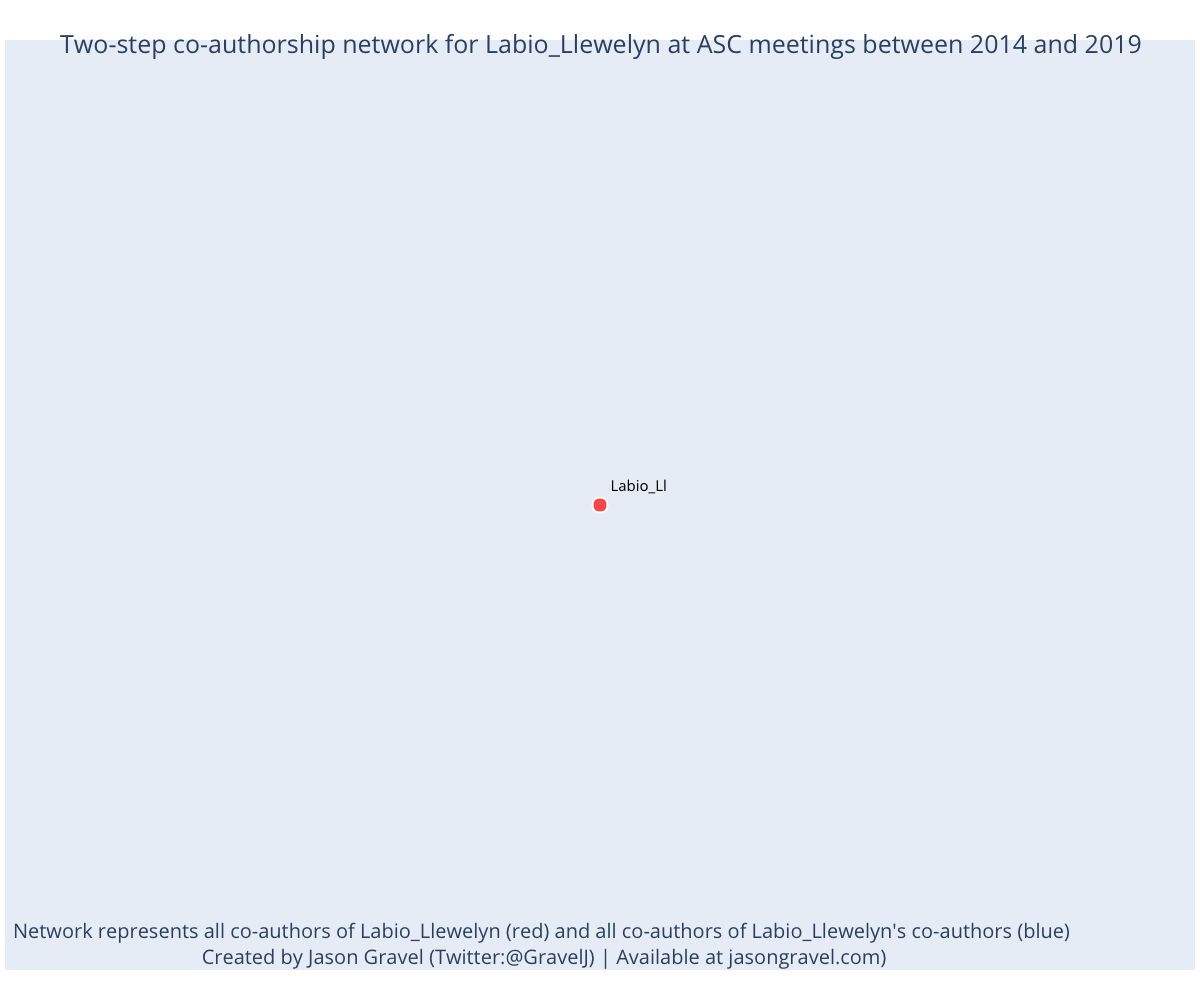 Two-step co-authorship network for Labio_Llewelyn at ASC meetings between 2014 and 2019
Labio_Ll
Network represents all co-authors of Labio_Llewelyn (red) and all co-authors of Labio_Llewelyn's co-authors (blue)
Created by Jason Gravel (Twitter:@GravelJ) | Available at jasongravel.com)